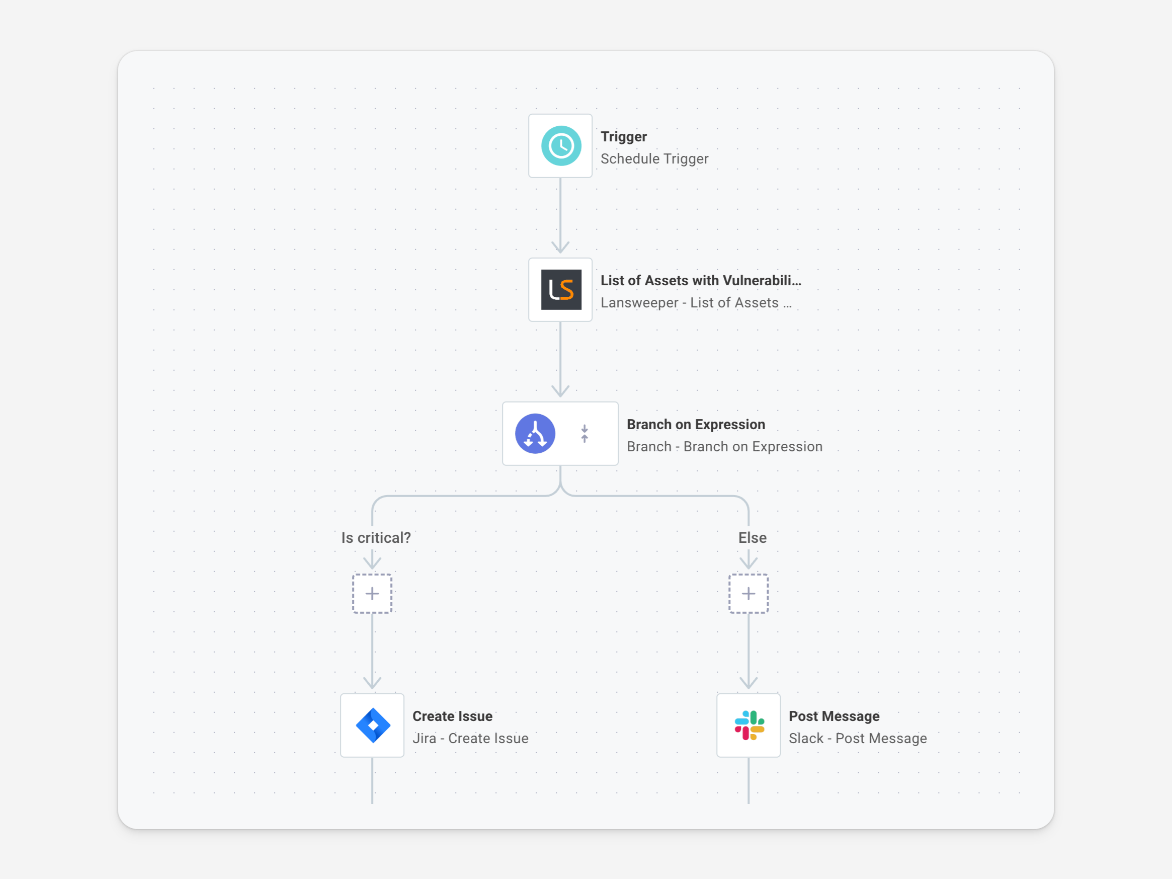 Trigger
Schedule Trigger
LS
List of Assets with Vulnerabili...
Lansweeper - List of Assets ...
Branch on Expression
Branch - Branch on Expression
Is critical?
Else
Create Issue
Jira - Create Issue
Post Message
Slack - Post Message